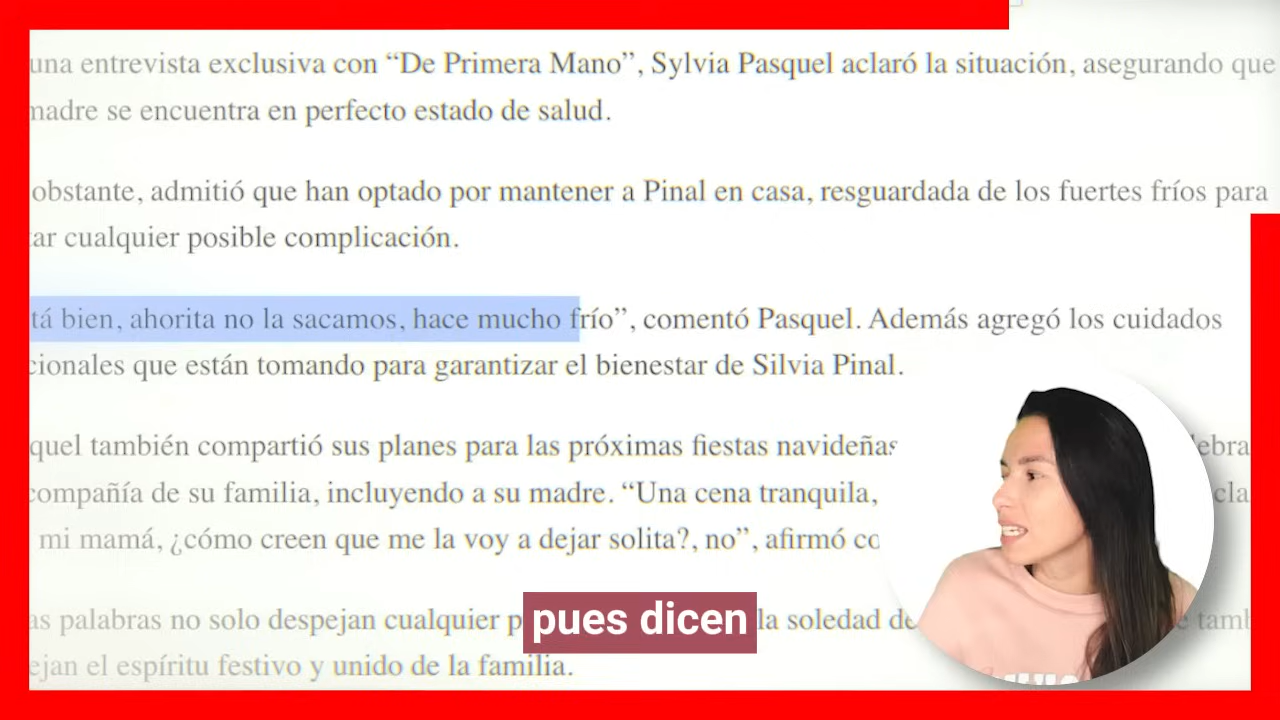 una entrevista exclusiva con “De Primera Mano”, Sylvia Pasquel aclaró la situación, asegurando que
madre se encuentra en perfecto estado de salud.
obstante, admitió que han optado por mantener a Pinal en casa, resguardada de los fuertes fríos para
tar cualquier posible complicación.
tá bien, ahorita no la sacamos, hace mucho frío”, comentó Pasquel. Además agregó los cuidados
cionales que están tomando para garantizar el bienestar de Silvia Pinal.
quel también compartió sus planes para las próximas fiestas navideñas lebra
compañía de su familia, incluyendo a su madre. “Una cena tranquila, cla
mi mamá, ¿cómo creen que me la voy a dejar solita?, no”, afirmó co
as palabras no solo despejan cualquier p la soledad de e tamb
pues dicen
ejan el espíritu festivo y unido de la familia.